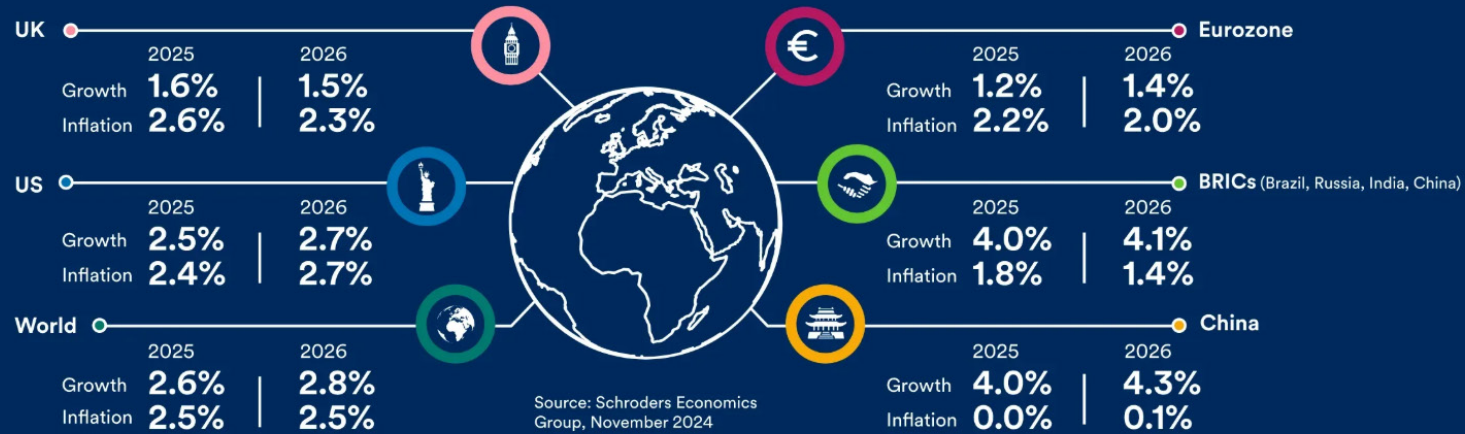 UK
2025 2026
Growth 1.6% 1.5%
Inflation 2.6% 2.3%
US
2025 2026
Growth 2.5% 2.7%
Inflation 2.4% 2.7%
World
2025 2026
Growth 2.6% 2.8%
Inflation 2.5% 2.5%
€
Eurozone
2025 2026
Growth 1.2% 1.4%
Inflation 2.2% 2.0%
BRICs (Brazil, Russia, India, China)
2025 2026
Growth 4.0% 4.1%
Inflation 1.8% 1.4%
China
2025 2026
Growth 4.0% 4.3%
Inflation 0.0% 0.1%
Source: Schroders Economics
Group, November 2024